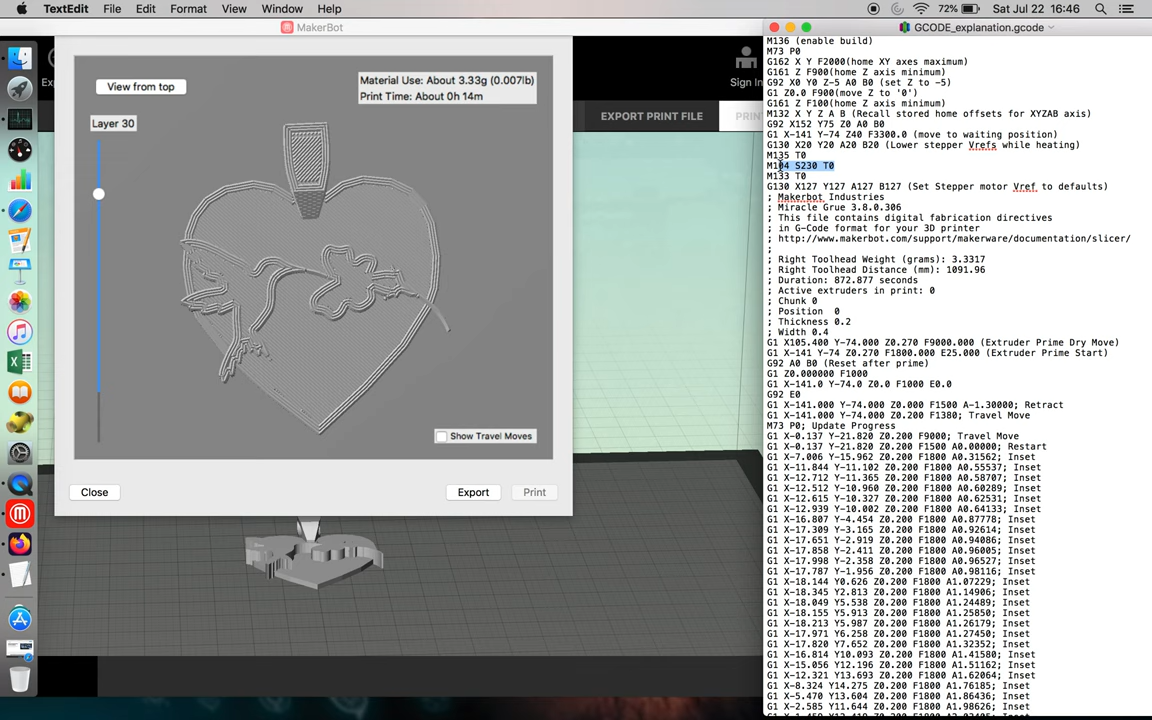 TextEdit File Edit Format View Window Help
72% Sat Jul 22 16:46
MakerBot
GCODE_explanation.gcode
View from top
Material Use: About 3.33g (0.007lb)
Print Time: About 0h 14m
Layer 30
Show Travel Moves
Close
Export
Print
Sign In
EXPORT PRINT FILE
M136 (enable build)
M73 P0
G162 X Y F2000(home XY axes maximum)
G161 Z F900(home Z axis minimum)
G92 X0 Y0 Z-5 A0 B0 (set Z to -5)
G1 Z0.0 F900(move Z to '0')
G161 Z F100(home Z axis minimum)
M132 X Y Z A B (Recall stored home offsets for XYZAB axis)
G92 X152 Y75 Z0 A0 B0
G1 X-141 Y-74 Z40 F3300.0 (move to waiting position)
G130 X20 Y20 A20 B20 (Lower stepper Vrefs while heating)
M135 T0
M104 S230 T0
M133 T0
G130 X127 Y127 A127 B127 (Set Stepper motor Vref to defaults)
; Makerbot Industries
; Miracle Grue 3.8.0.306
; This file contains digital fabrication directives
; in G-Code format for your 3D printer
; http://www.makerbot.com/support/makerware/documentation/slicer/
;
; Right Toolhead Weight (grams): 3.3317
; Right Toolhead Distance (mm): 1091.96
; Duration: 872.877 seconds
; Active extruders in print: 0
; Chunk 0
; Position  0
; Thickness 0.2
; Width 0.4
G1 X105.400 Y-74.000 Z0.270 F9000.000 (Extruder Prime Dry Move)
G1 X-141 Y-74 Z0.270 F1800.000 E25.000 (Extruder Prime Start)
G92 A0 B0 (Reset after prime)
G1 Z0.000000 F1000
G1 X-141.0 Y-74.0 Z0.0 F1000 E0.0
G92 E0
G1 X-141.000 Y-74.000 Z0.000 F1500 A-1.30000; Retract
G1 X-141.000 Y-74.000 Z0.200 F1380; Travel Move
M73 P0; Update Progress
G1 X-0.137 Y-21.820 Z0.200 F9000; Travel Move
G1 X-0.137 Y-21.820 Z0.200 F1500 A0.00000; Restart
G1 X-7.006 Y-15.962 Z0.200 F1800 A0.31562; Inset
G1 X-11.844 Y-11.102 Z0.200 F1800 A0.55537; Inset
G1 X-12.712 Y-11.365 Z0.200 F1800 A0.58707; Inset
G1 X-12.512 Y-10.960 Z0.200 F1800 A0.60289; Inset
G1 X-12.615 Y-10.327 Z0.200 F1800 A0.62531; Inset
G1 X-12.939 Y-10.002 Z0.200 F1800 A0.64133; Inset
G1 X-16.807 Y-4.454 Z0.200 F1800 A0.87778; Inset
G1 X-17.309 Y-3.165 Z0.200 F1800 A0.92614; Inset
G1 X-17.651 Y-2.919 Z0.200 F1800 A0.94086; Inset
G1 X-17.858 Y-2.411 Z0.200 F1800 A0.96005; Inset
G1 X-17.998 Y-2.358 Z0.200 F1800 A0.96527; Inset
G1 X-17.787 Y-1.956 Z0.200 F1800 A0.98116; Inset
G1 X-18.144 Y0.626 Z0.200 F1800 A1.07229; Inset
G1 X-18.345 Y2.813 Z0.200 F1800 A1.14906; Inset
G1 X-18.049 Y5.538 Z0.200 F1800 A1.24489; Inset
G1 X-18.155 Y5.913 Z0.200 F1800 A1.25850; Inset
G1 X-18.213 Y5.987 Z0.200 F1800 A1.26179; Inset
G1 X-17.971 Y6.258 Z0.200 F1800 A1.27450; Inset
G1 X-17.820 Y7.652 Z0.200 F1800 A1.32352; Inset
G1 X-16.814 Y10.093 Z0.200 F1800 A1.41580; Inset
G1 X-15.056 Y12.196 Z0.200 F1800 A1.51162; Inset
G1 X-12.321 Y13.693 Z0.200 F1800 A1.62064; Inset
G1 X-8.324 Y14.275 Z0.200 F1800 A1.76185; Inset
G1 X-5.470 Y13.604 Z0.200 F1800 A1.86436; Inset
G1 X-2.585 Y11.644 Z0.200 F1800 A1.98626; Inset